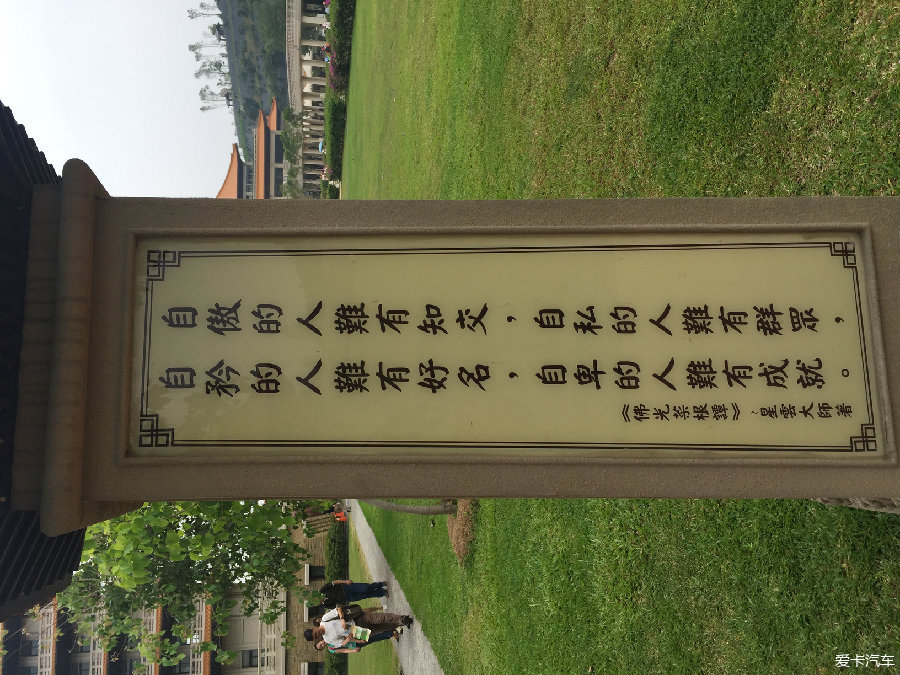 自傲的人難有知交，自私的人難有群眾，
自矜的人難有好名，自卑的人難有成就。
《佛光菜根譚》~星雲大師著
爱卡汽车